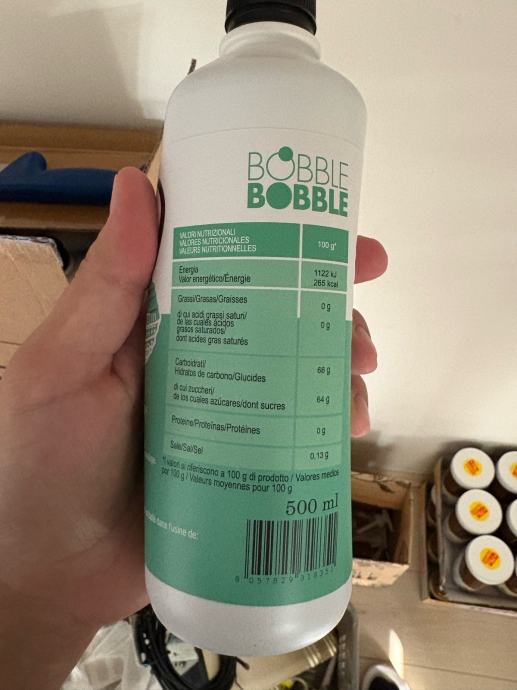 BOBBLE
BOBBLE
VALORI NUTRIZIONALI
VALORES NUTRICIONALES
VALEURS NUTRITIONNELLES
100 g*
Energia
Valor energético/Énergie
1122 kJ
265 kcal
Grassi/Grasas/Graisses
0 g
di cui acidi grassi saturi/
de las cuales ácidos
grasos saturados/
dont acides gras saturés
0 g
Carboidrati/
Hidratos de carbono/Glucides
66 g
di cui zuccheri/
de los cuales azúcares/dont sucres
64 g
Proteine/Proteínas/Protéines
0 g
Sale/Sal/Sel
0,13 g
*I valori si riferiscono a 100 g di prodotto / Valores medios
por 100 g / Valeurs moyennes pour 100 g
500 ml
dans l'usine de: